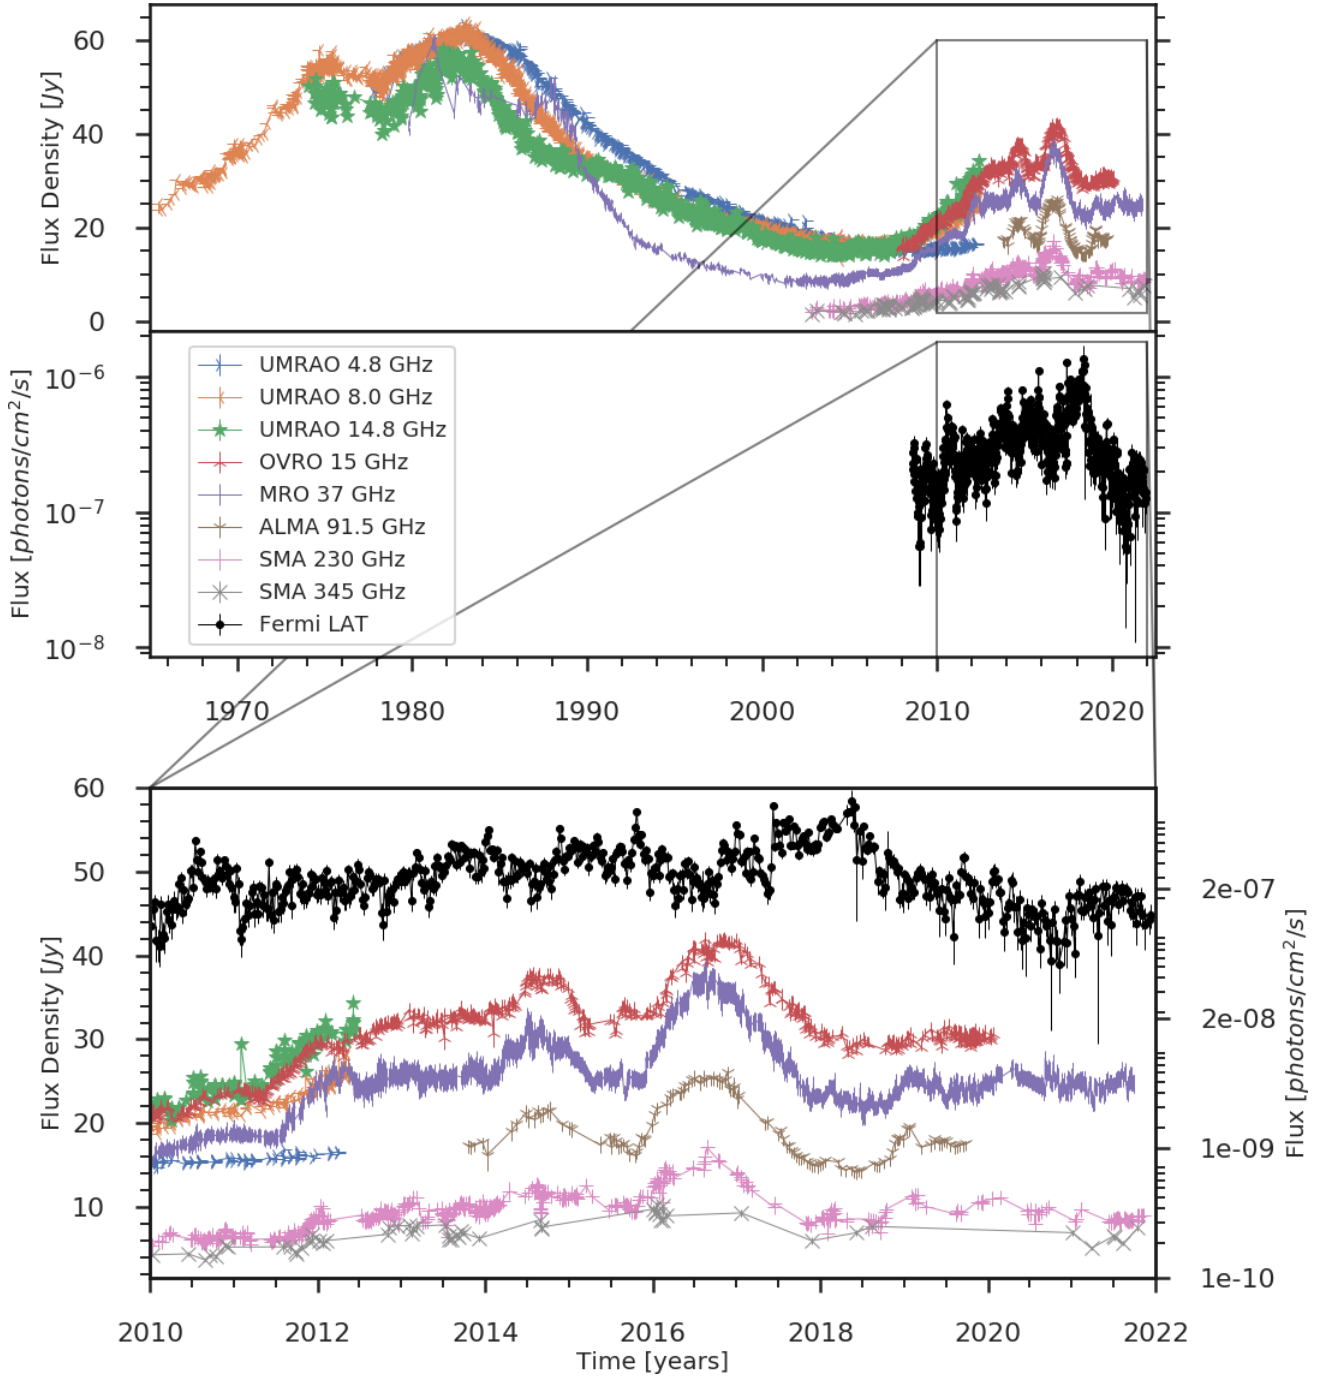 Flux Density [Jy]
60
40
20
0
Flux [photons/cm²/s]
10⁻⁶
10⁻⁷
10⁻⁸
UMRAO 4.8 GHz
UMRAO 8.0 GHz
UMRAO 14.8 GHz
OVRO 15 GHz
MRO 37 GHz
ALMA 91.5 GHz
SMA 230 GHz
SMA 345 GHz
Fermi LAT
1970 1980 1990 2000 2010 2020
Flux Density [Jy]
60
50
40
30
20
10
2e-07
2e-08
1e-09
1e-10
Flux [photons/cm²/s]
2010 2012 2014 2016 2018 2020 2022
Time [years]